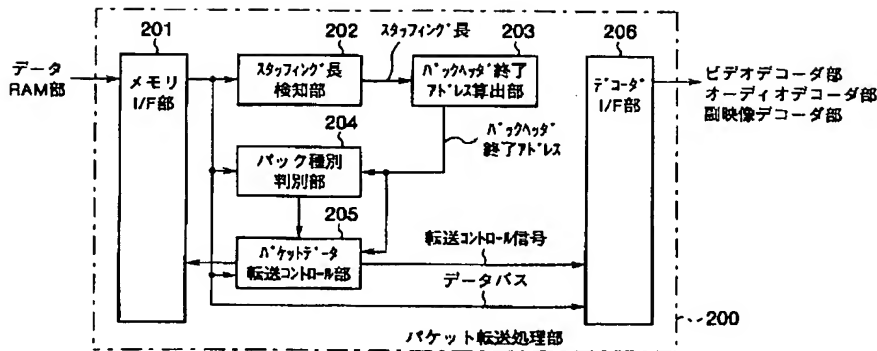 201
202
スタッフィング長
203
206
データ
RAM部
メモリ
I/F部
スタッフィング長
検知部
パックヘッダ終了
アドレス算出部
デコーダ
I/F部
ビデオデコーダ部
オーディオデコーダ部
副映像デコーダ部
204
パックヘッダ
終了アドレス
パック種別
判別部
205
パケットデータ
転送コントロール部
転送コントロール信号
データバス
200
パケット転送処理部